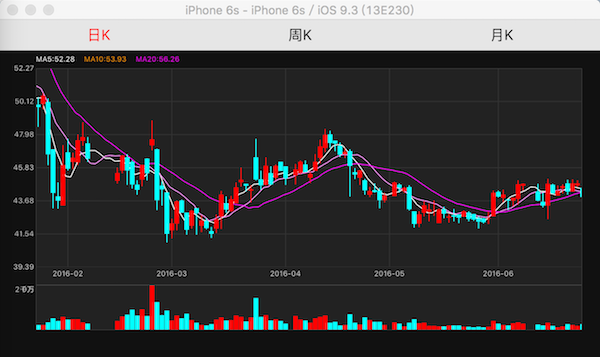 iPhone 6s - iPhone 6s / iOS 9.3 (13E230)
日K 周K 月K
MA5:52.28 MA10:53.93 MA20:56.26
52.27
50.12
47.98
45.83
43.68
41.54
39.39
2016-02 2016-03 2016-04 2016-05 2016-06